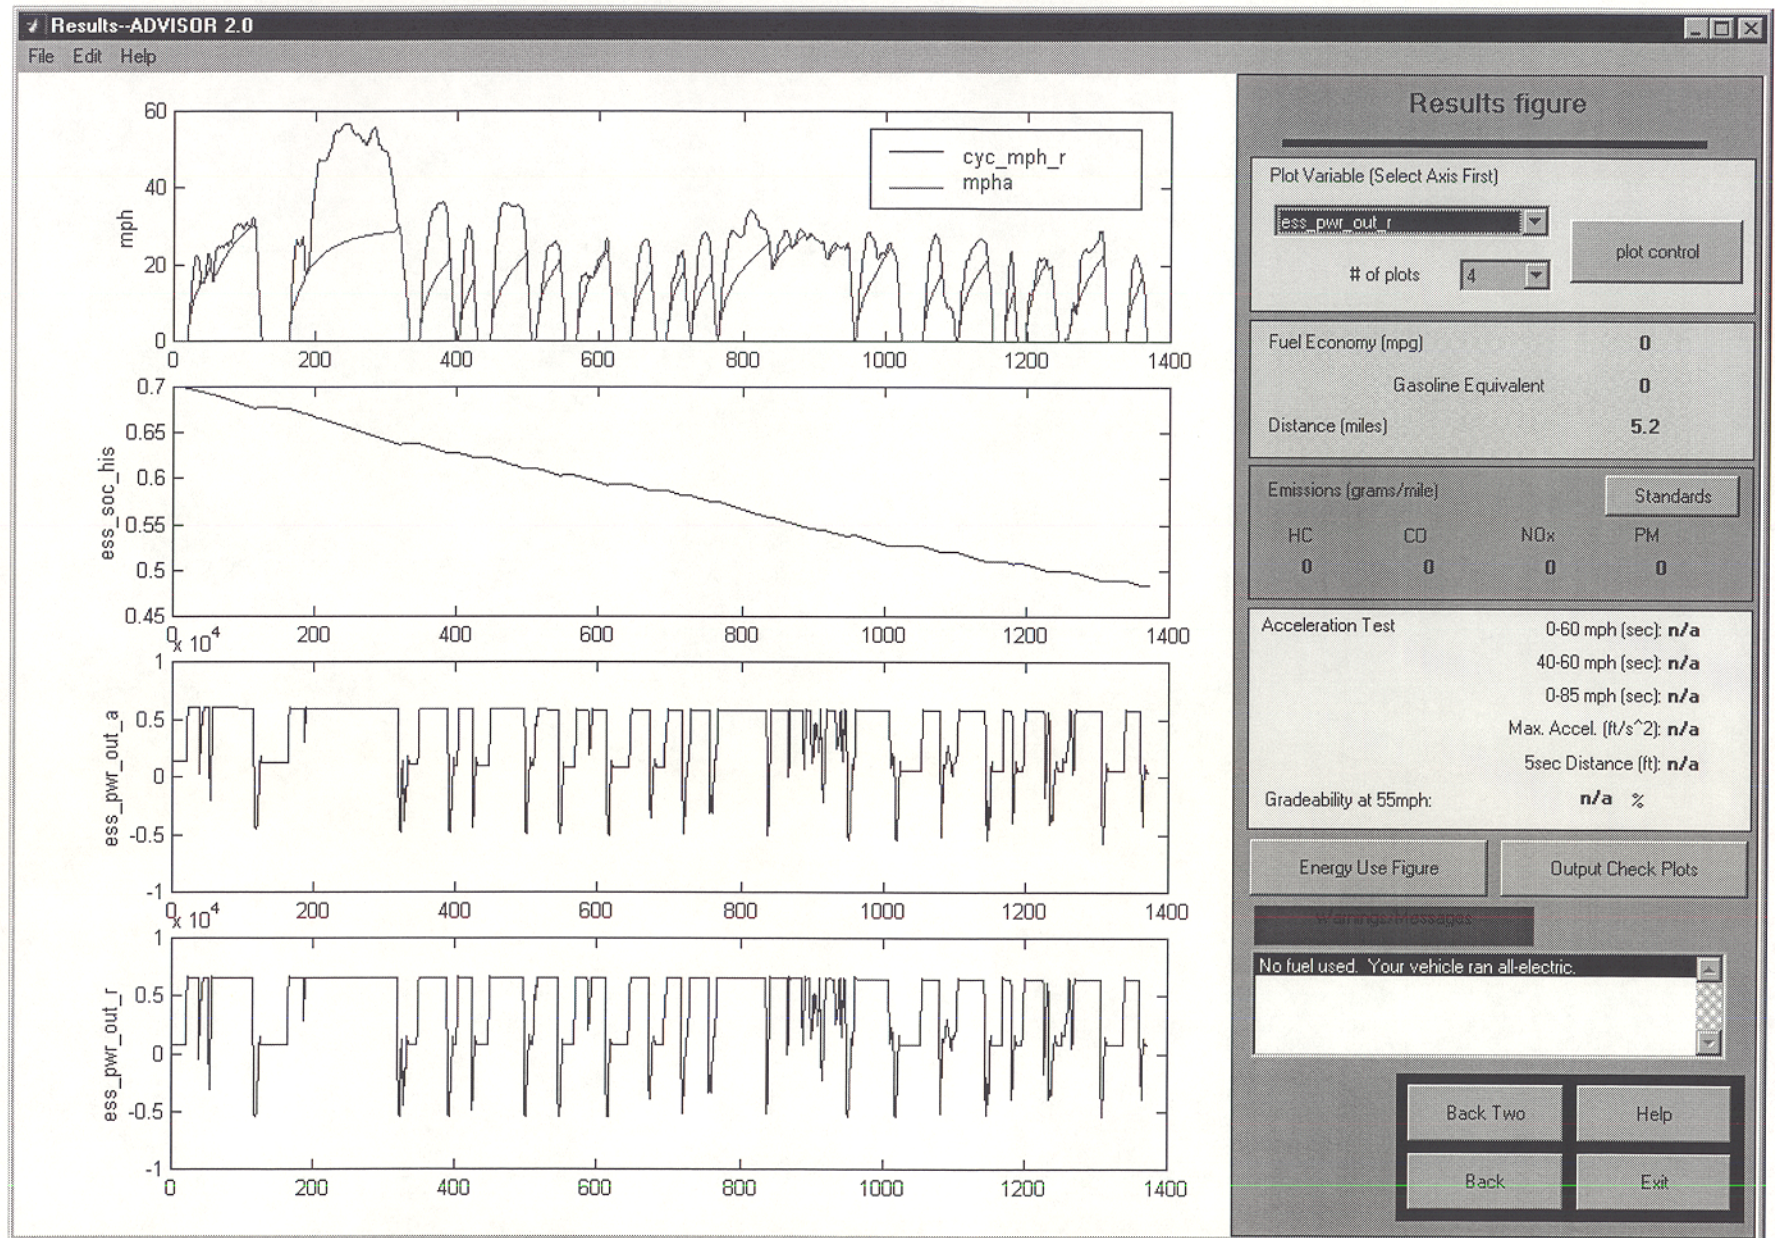 Results--ADVISOR 2.0
File Edit Help
60
40
20
0
mph
cyc_mph_r
mpha
0 200 400 600 800 1000 1200 1400
0.7
0.65
0.6
0.55
0.5
0.45
ess_soc_his
0 200 400 600 800 1000 1200 1400
x 10^4
1
0.5
0
-0.5
-1
ess_pwr_out_a
0 200 400 600 800 1000 1200 1400
x 10^4
1
0.5
0
-0.5
-1
ess_pwr_out_r
0 200 400 600 800 1000 1200 1400
Results figure
Plot Variable (Select Axis First)
ess_pwr_out_r
# of plots 4
plot control
Fuel Economy (mpg) 0
Gasoline Equivalent 0
Distance (miles) 5.2
Emissions (grams/mile) Standards
HC CO NOx PM
0 0 0 0
Acceleration Test 0-60 mph (sec): n/a
40-60 mph (sec): n/a
0-85 mph (sec): n/a
Max. Accel. (ft/s^2): n/a
5sec Distance (ft): n/a
Gradeability at 55mph: n/a %
Energy Use Figure Output Check Plots
Warnings/Messages
No fuel used. Your vehicle ran all-electric.
Back Two Help
Back Exit